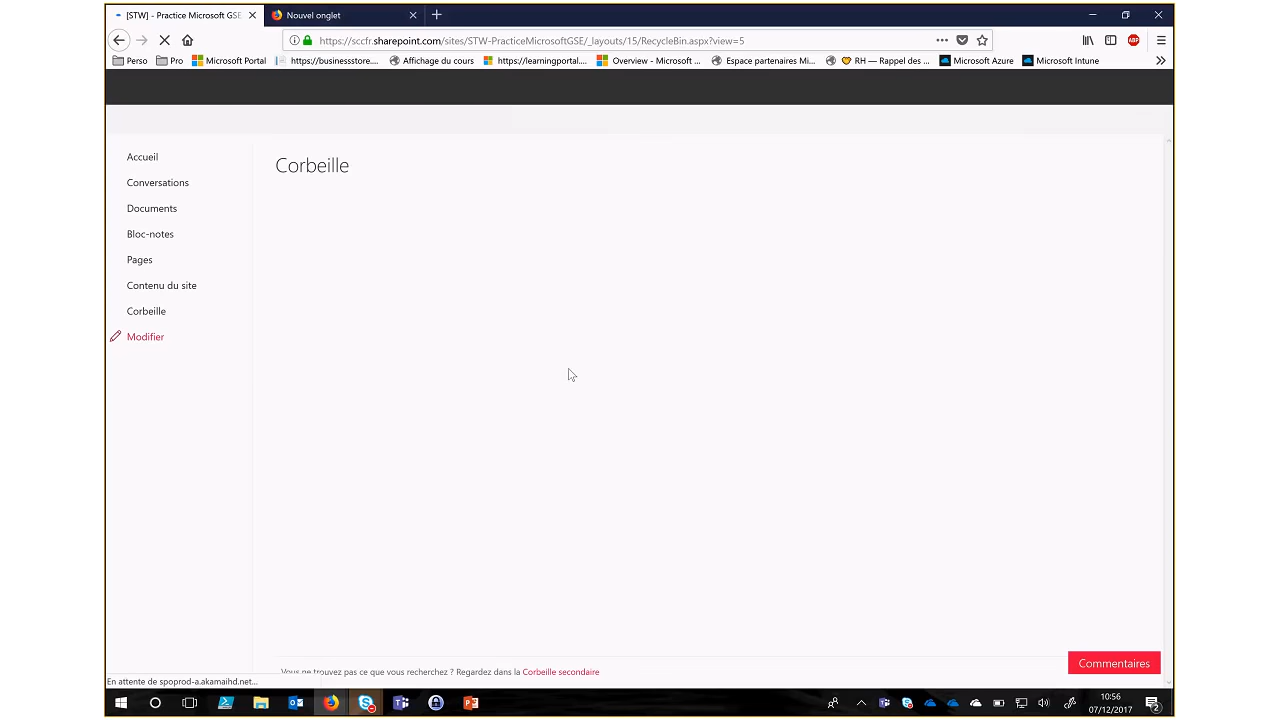 [STW] - Practice Microsoft GSE
Nouvel onglet
https://sccfr.sharepoint.com/sites/STW-PracticeMicrosoftGSE/_layouts/15/RecycleBin.aspx?view=5
Perso
Pro
Microsoft Portal
https://businessstore....
Affichage du cours
https://learningportal....
Overview - Microsoft ...
Espace partenaires Mi...
RH — Rappel des ...
Microsoft Azure
Microsoft Intune
ABP
Accueil
Conversations
Documents
Bloc-notes
Pages
Contenu du site
Corbeille
Modifier
Corbeille
Vous ne trouvez pas ce que vous recherchez ? Regardez dans la Corbeille secondaire
Commentaires
En attente de spoprod-a.akamaihd.net...
10:56
07/12/2017
2